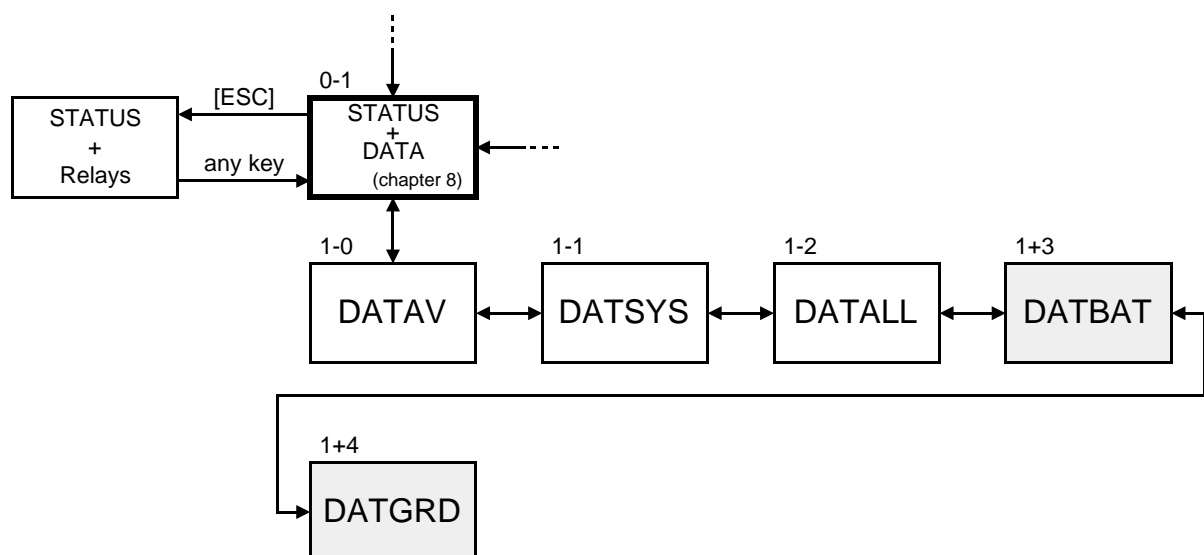 0-1
[ESC]
STATUS
+
Relays
any key
STATUS
+
DATA
(chapter 8)
1-0
1-1
1-2
1+3
DATAV
DATSYS
DATALL
DATBAT
1+4
DATGRD